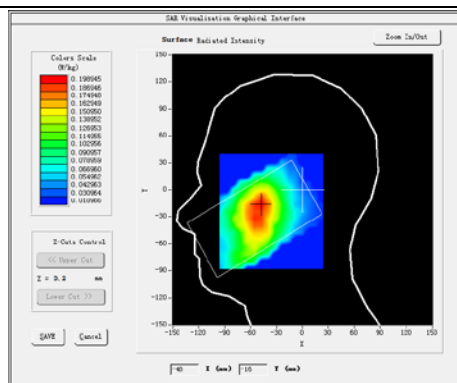 SAR Visualisation Graphical Interface
Surface Radiated Intensity
Zoom In/Out
Colors Scale
(W/kg)
0.198945
0.186946
0.174948
0.162949
0.150950
0.138952
0.126953
0.114955
0.102956
0.090957
0.078959
0.066960
0.054962
0.042963
0.030964
0.018966
Z-Cuts Control
<< Upper Cut
Z = 3.2 mm
Lower Cut >>
SAVE Cancel
150
120
90
60
30
Y 0
-30
-60
-90
-120
-150
-150 -120 -90 -60 -30 0 30 60 90 120 150
X
-40 X (mm) -10 Y (mm)